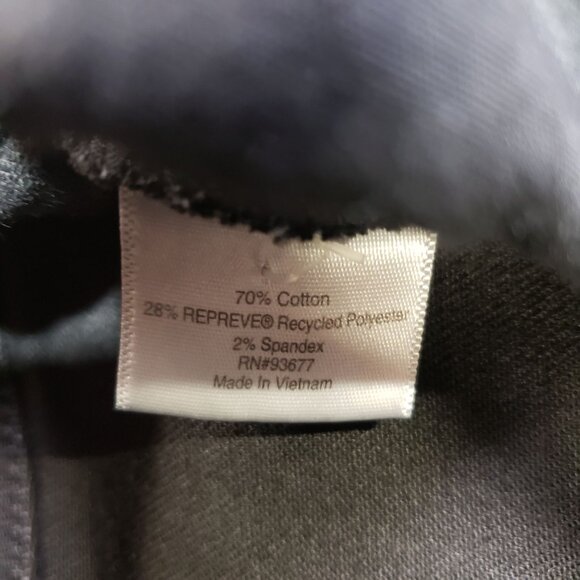 70% Cotton
28% REPREVE® Recycled Polyester
2% Spandex
RN#93677
Made In Vietnam